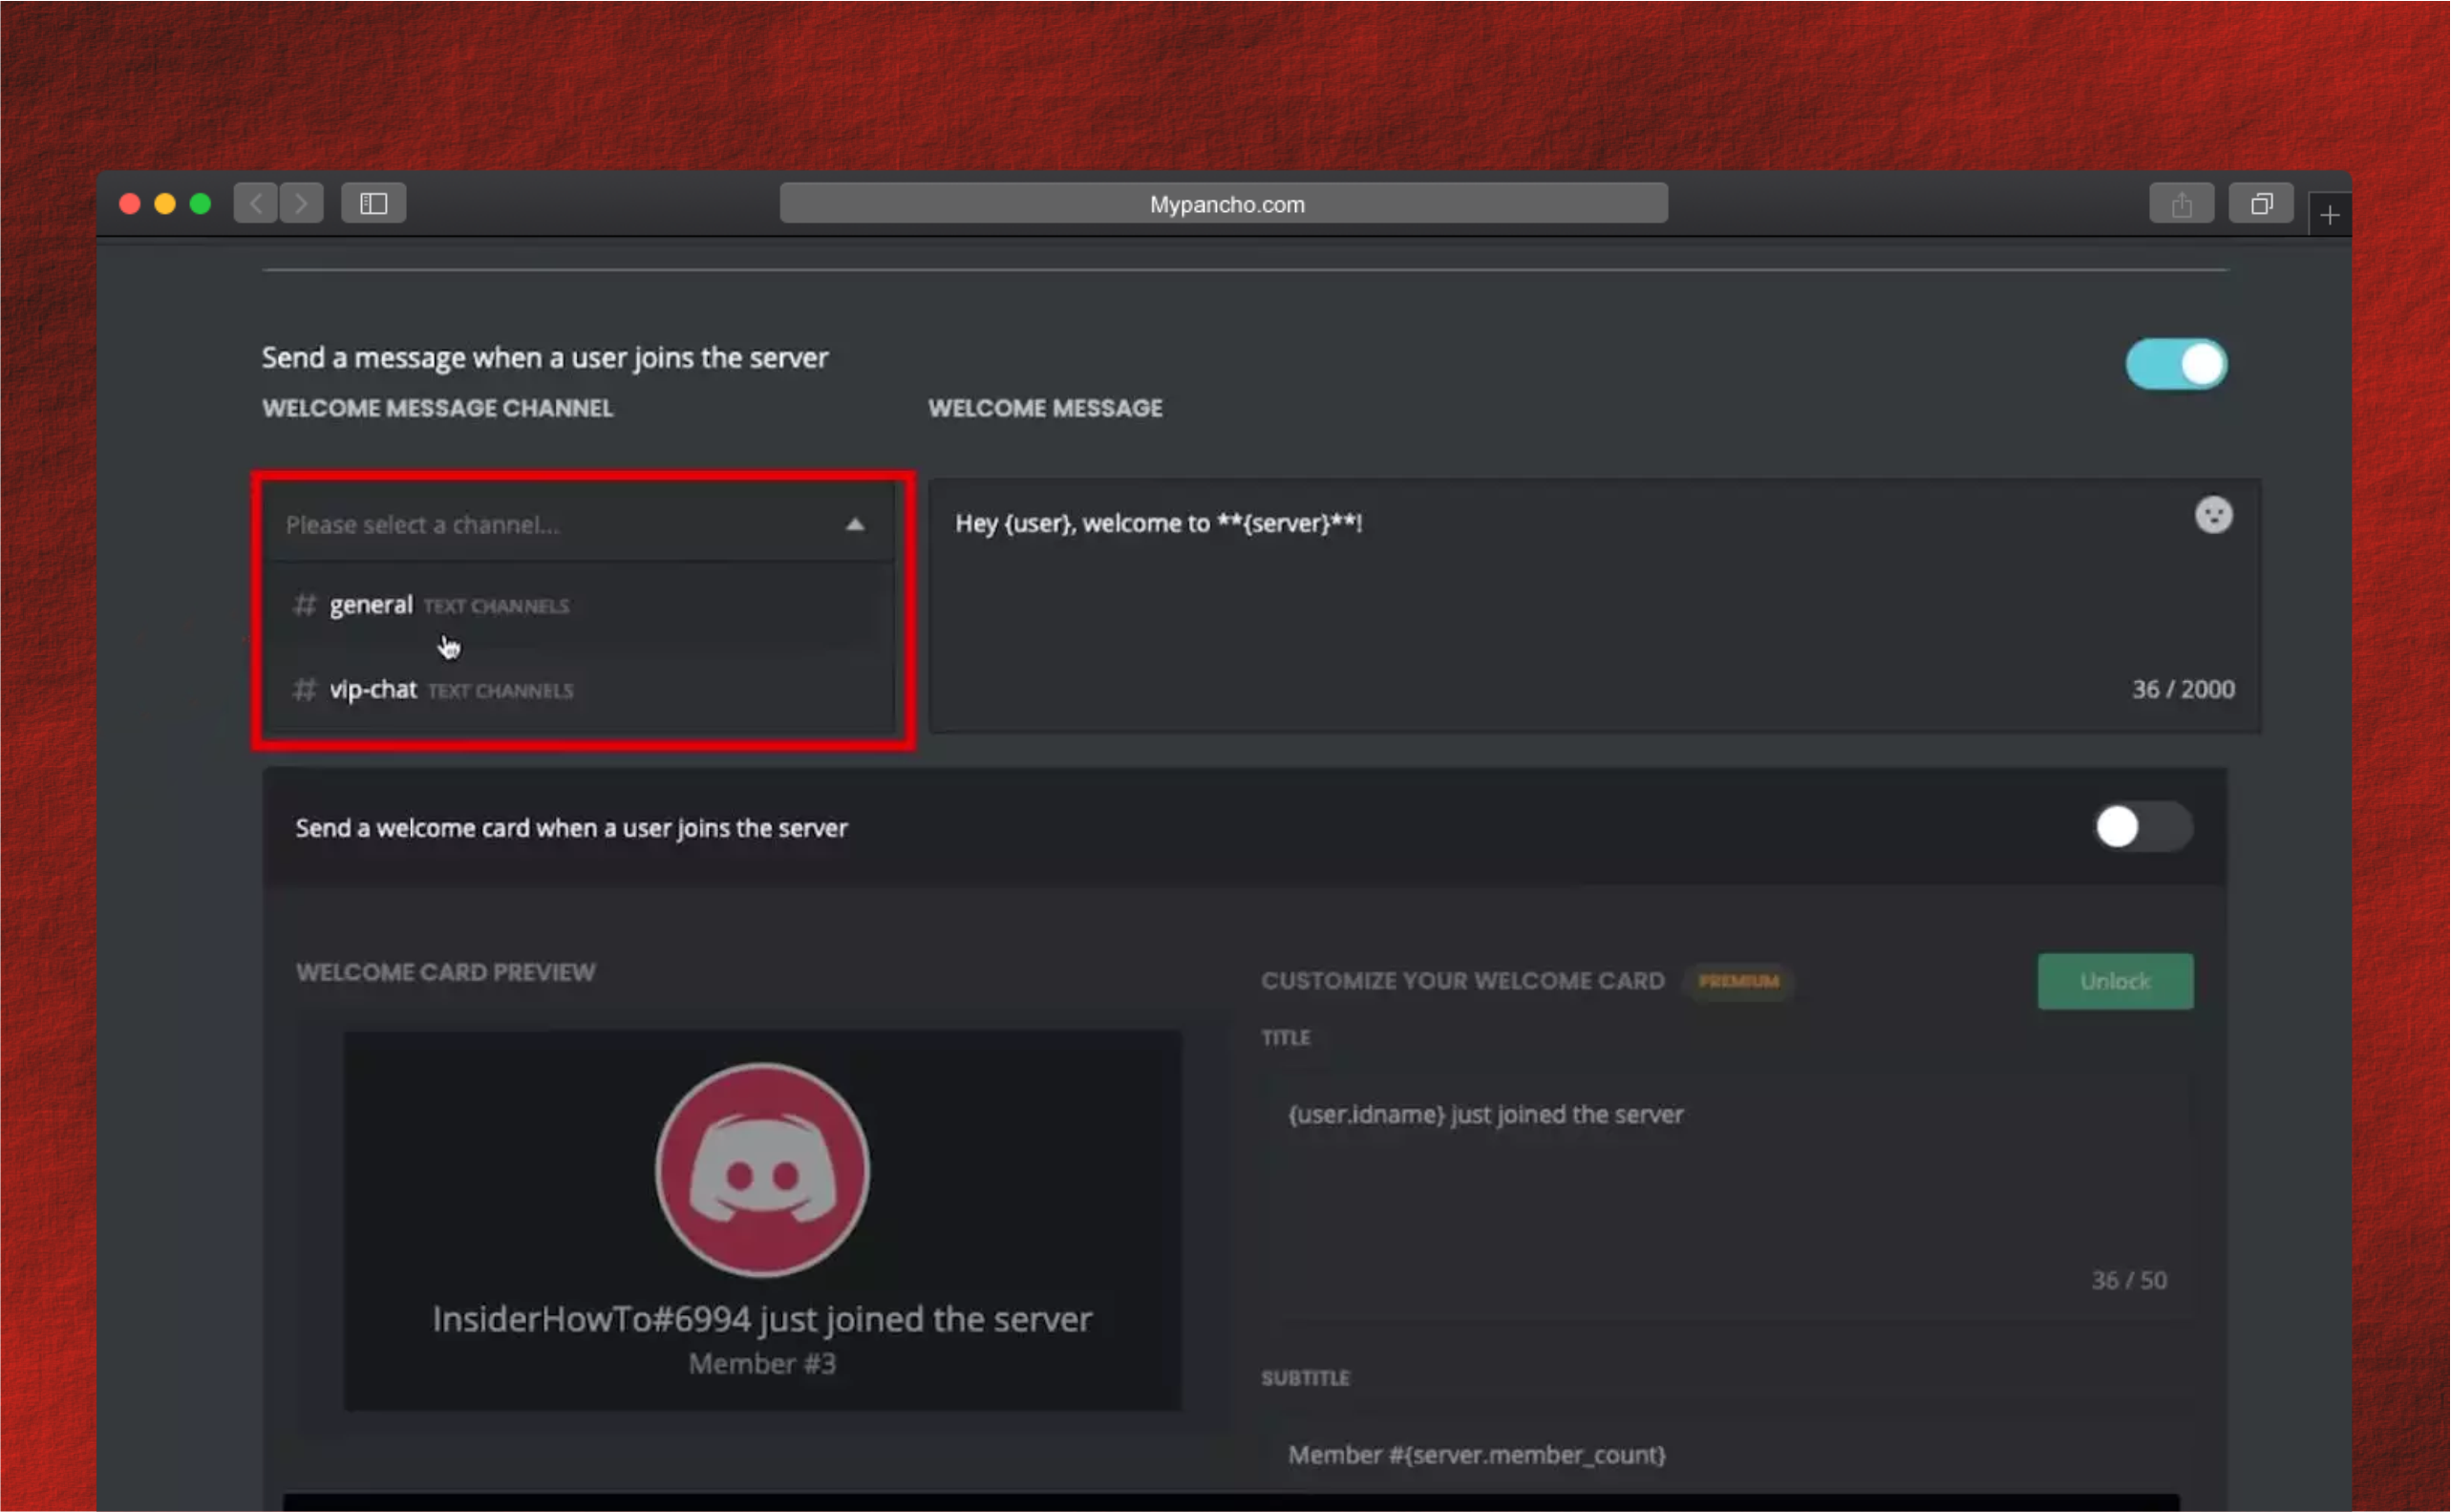 Mypancho.com
Send a message when a user joins the server
WELCOME MESSAGE CHANNEL
WELCOME MESSAGE
Please select a channel...
Hey {user}, welcome to **{server}**!
# general TEXT CHANNELS
# vip-chat TEXT CHANNELS
36 / 2000
Send a welcome card when a user joins the server
WELCOME CARD PREVIEW
CUSTOMIZE YOUR WELCOME CARD PREMIUM
Unlock
TITLE
{user.idname} just joined the server
36 / 50
InsiderHowTo#6994 just joined the server
Member #3
SUBTITLE
Member #{server.member_count}